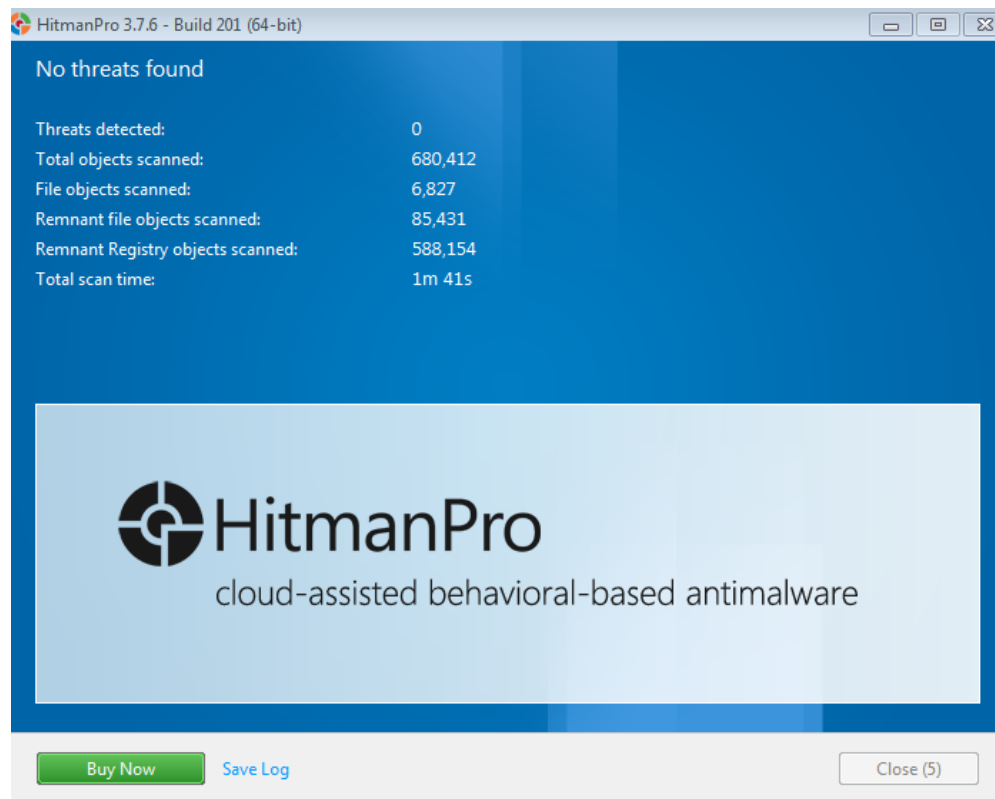 HitmanPro 3.7.6 - Build 201 (64-bit)
No threats found
Threats detected: 0
Total objects scanned: 680,412
File objects scanned: 6,827
Remnant file objects scanned: 85,431
Remnant Registry objects scanned: 588,154
Total scan time: 1m 41s
HitmanPro
cloud-assisted behavioral-based antimalware
Buy Now Save Log Close (5)